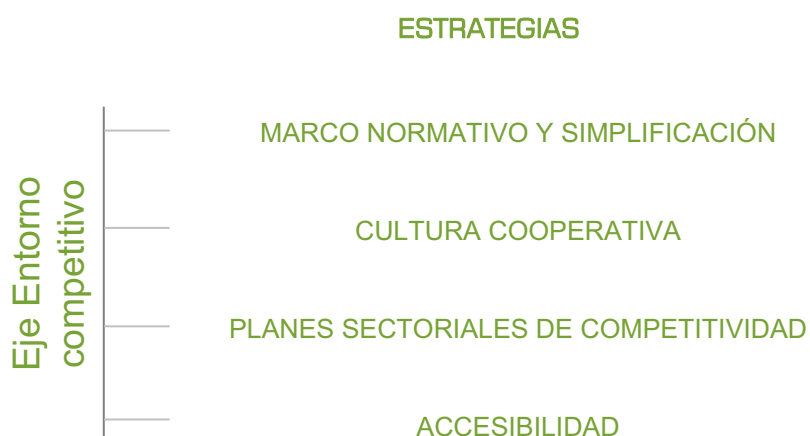 ESTRATEGIAS
Eje Entorno
competitivo
MARCO NORMATIVO Y SIMPLIFICACIÓN
CULTURA COOPERATIVA
PLANES SECTORIALES DE COMPETITIVIDAD
ACCESIBILIDAD